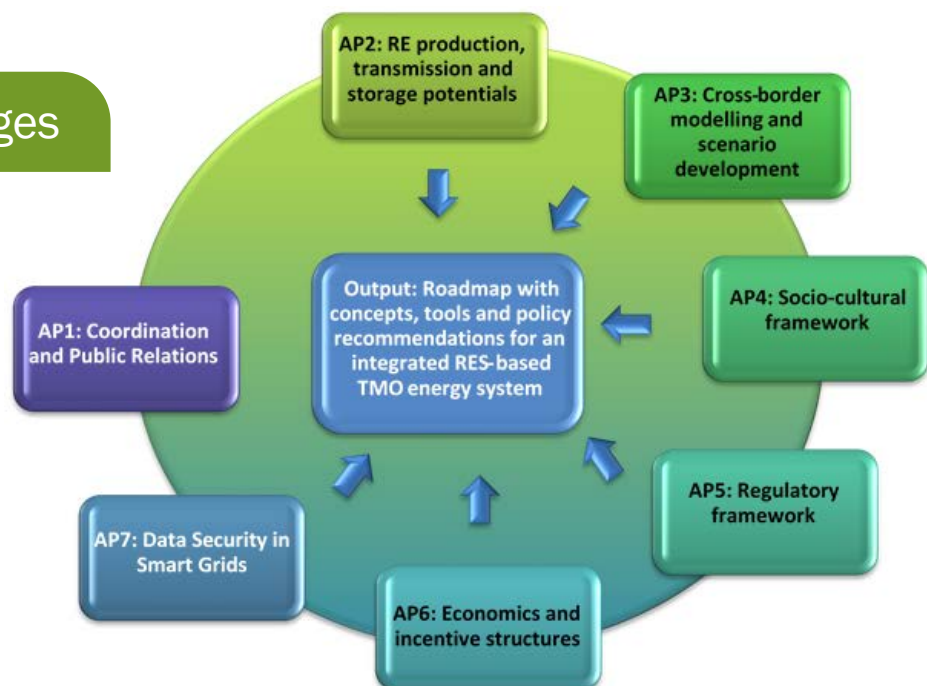 ges
AP2: RE production,
transmission and
storage potentials
AP3: Cross-border
modelling and
scenario
development
AP4: Socio-cultural
framework
AP5: Regulatory
framework
AP6: Economics and
incentive structures
AP7: Data Security in
Smart Grids
AP1: Coordination
and Public Relations
Output: Roadmap with
concepts, tools and policy
recommendations for an
integrated RES-based
TMO energy system